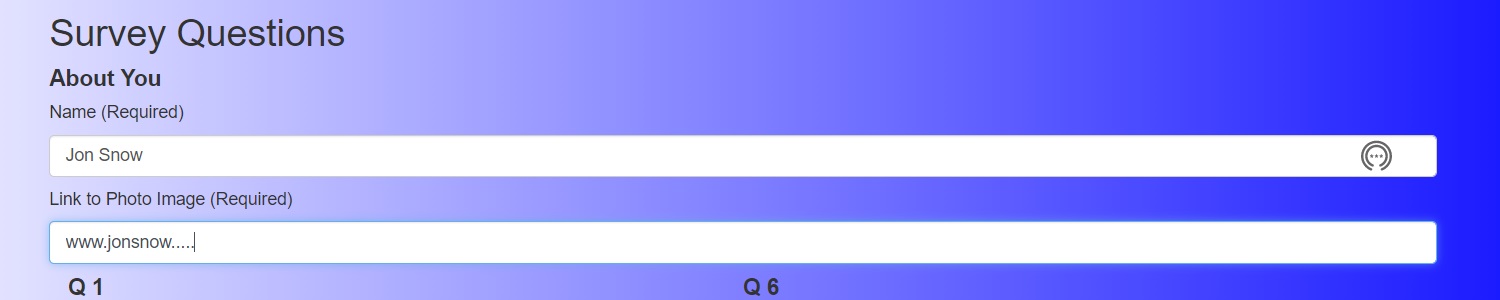 Survey Questions
About You
Name (Required)
Jon Snow
Link to Photo Image (Required)
www.jonsnow.....
Q 1 Q 6